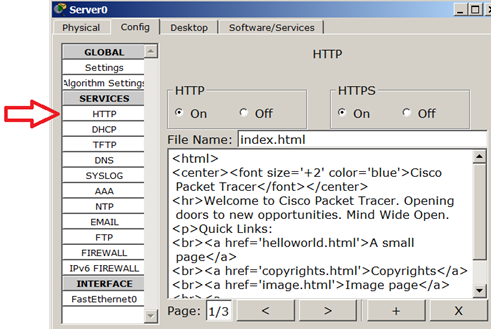 Server0
Physical Config Desktop Software/Services
GLOBAL
Settings
Algorithm Settings
SERVICES
HTTP
DHCP
TFTP
DNS
SYSLOG
AAA
NTP
EMAIL
FTP
FIREWALL
IPv6 FIREWALL
INTERFACE
FastEthernet0
HTTP
HTTP
On Off
HTTPS
On Off
File Name: index.html
<html>
<center><font size='+2' color='blue'>Cisco
Packet Tracer</font></center>
<hr>Welcome to Cisco Packet Tracer. Opening
doors to new opportunities. Mind Wide Open.
<p>Quick Links:
<br><a href='helloworld.html'>A small
page</a>
<br><a href='copyrights.html'>Copyrights</a>
<br><a href='image.html'>Image page</a>
<br><a
Page: 1/3 < > + X